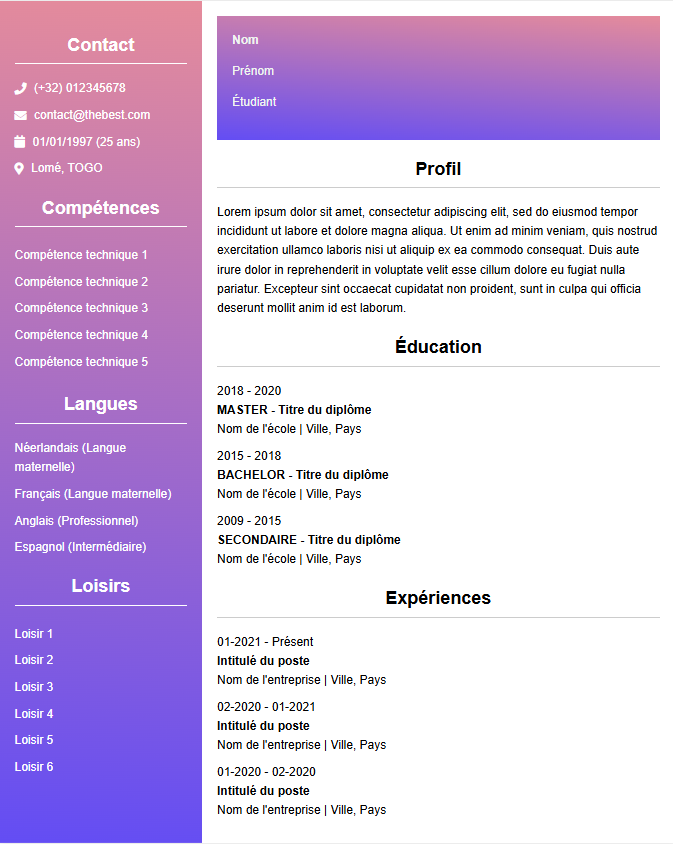 Contact
(+32) 012345678
contact@thebest.com
01/01/1997 (25 ans)
Lomé, TOGO
Compétences
Compétence technique 1
Compétence technique 2
Compétence technique 3
Compétence technique 4
Compétence technique 5
Langues
Néerlandais (Langue
maternelle)
Français (Langue maternelle)
Anglais (Professionnel)
Espagnol (Intermédiaire)
Loisirs
Loisir 1
Loisir 2
Loisir 3
Loisir 4
Loisir 5
Loisir 6
Nom
Prénom
Étudiant
Profil
Lorem ipsum dolor sit amet, consectetur adipiscing elit, sed do eiusmod tempor
incididunt ut labore et dolore magna aliqua. Ut enim ad minim veniam, quis nostrud
exercitation ullamco laboris nisi ut aliquip ex ea commodo consequat. Duis aute
irure dolor in reprehenderit in voluptate velit esse cillum dolore eu fugiat nulla
pariatur. Excepteur sint occaecat cupidatat non proident, sunt in culpa qui officia
deserunt mollit anim id est laborum.
Éducation
2018 - 2020
MASTER - Titre du diplôme
Nom de l'école | Ville, Pays
2015 - 2018
BACHELOR - Titre du diplôme
Nom de l'école | Ville, Pays
2009 - 2015
SECONDAIRE - Titre du diplôme
Nom de l'école | Ville, Pays
Expériences
01-2021 - Présent
Intitulé du poste
Nom de l'entreprise | Ville, Pays
02-2020 - 01-2021
Intitulé du poste
Nom de l'entreprise | Ville, Pays
01-2020 - 02-2020
Intitulé du poste
Nom de l'entreprise | Ville, Pays